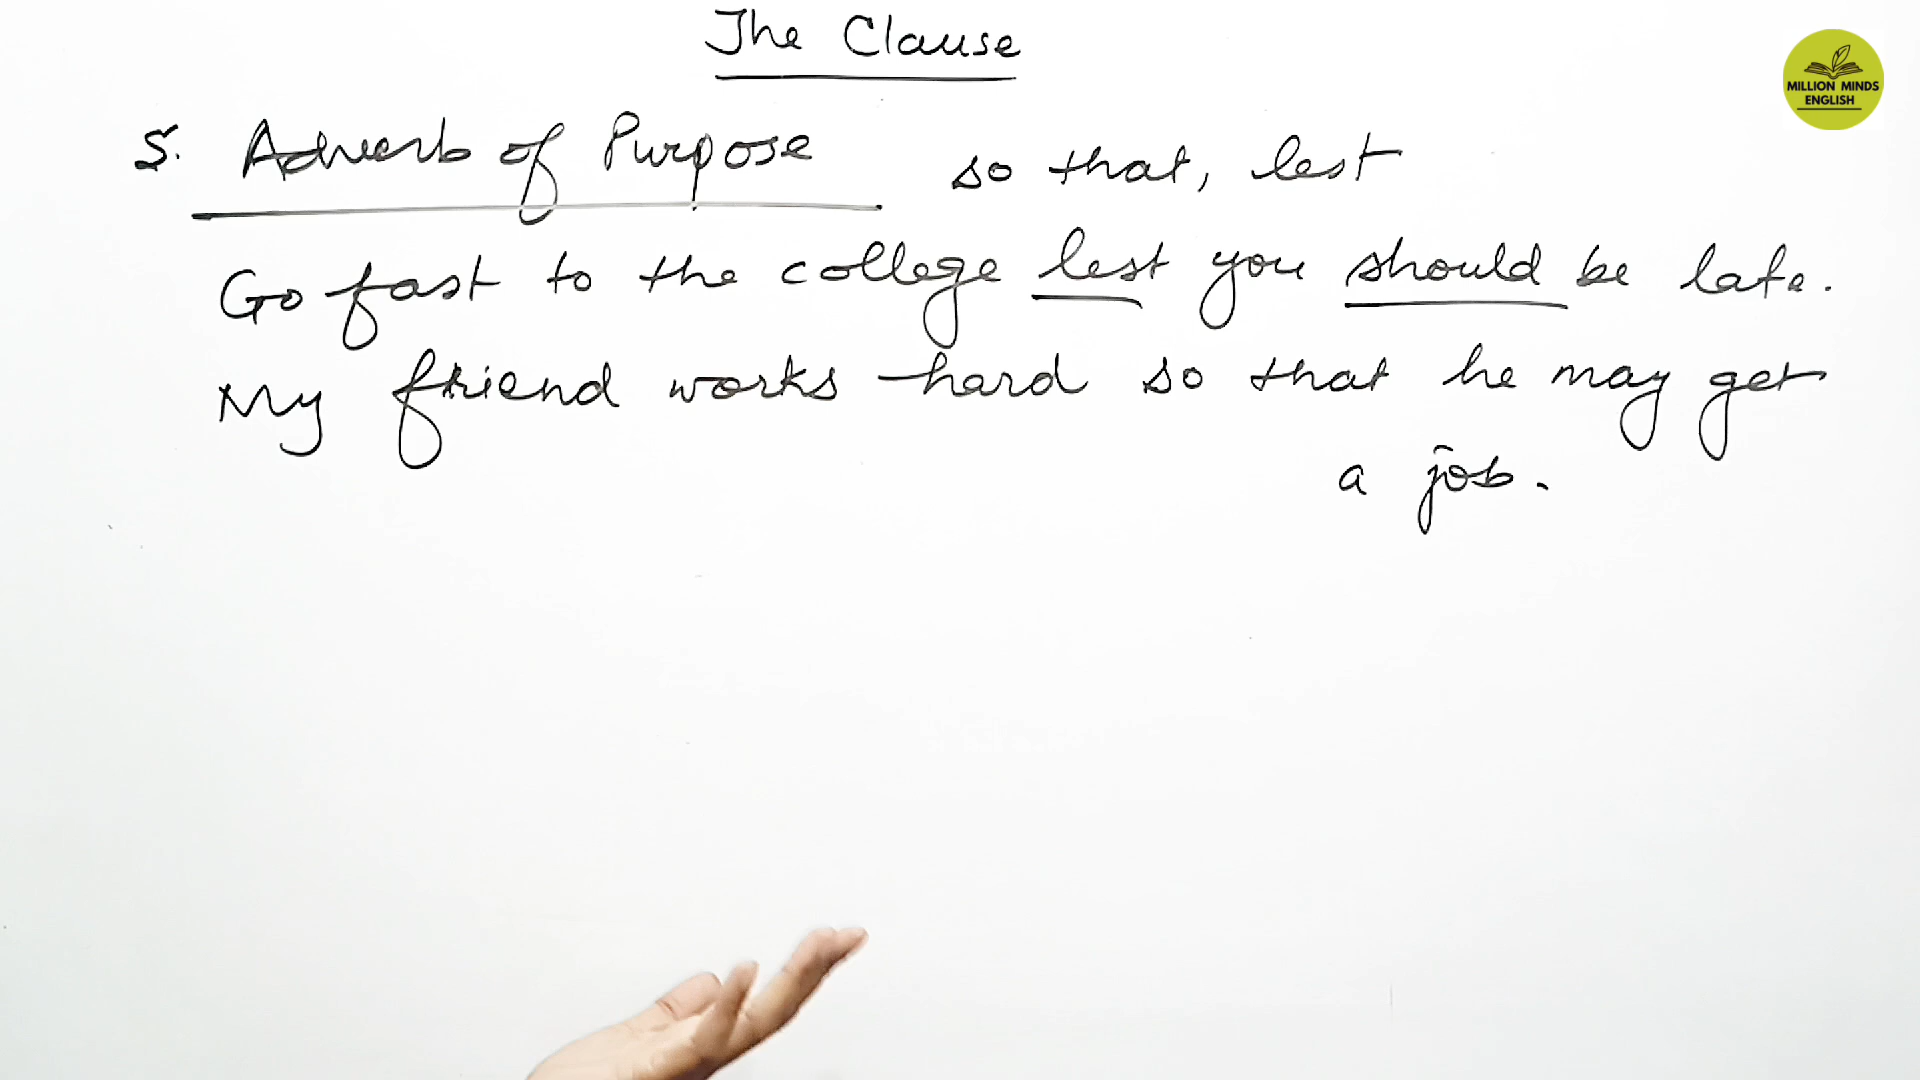 The Clause
MILLION MINDS
ENGLISH
5. Adverb of Purpose so that, lest
Go fast to the college lest you should be late.
My friend works hard so that he may get
a job.